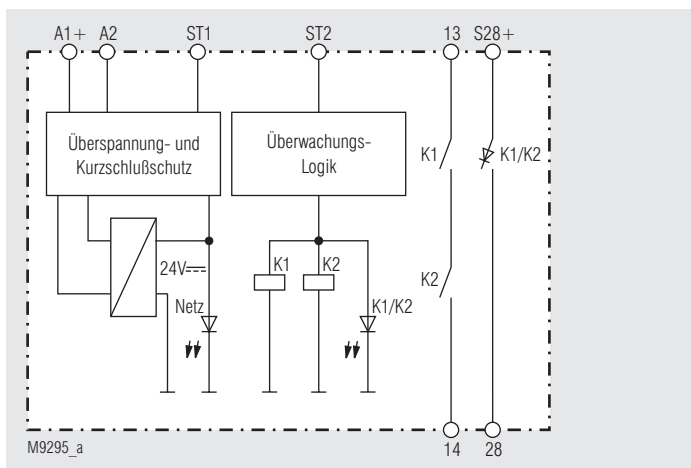 A1+ A2 ST1 ST2 13 S28+
Überspannung- und
Kurzschlußschutz
Überwachungs-
Logik
K1
K1/K2
24V
K1
K2
K2
Netz
K1/K2
M9295_a
14 28